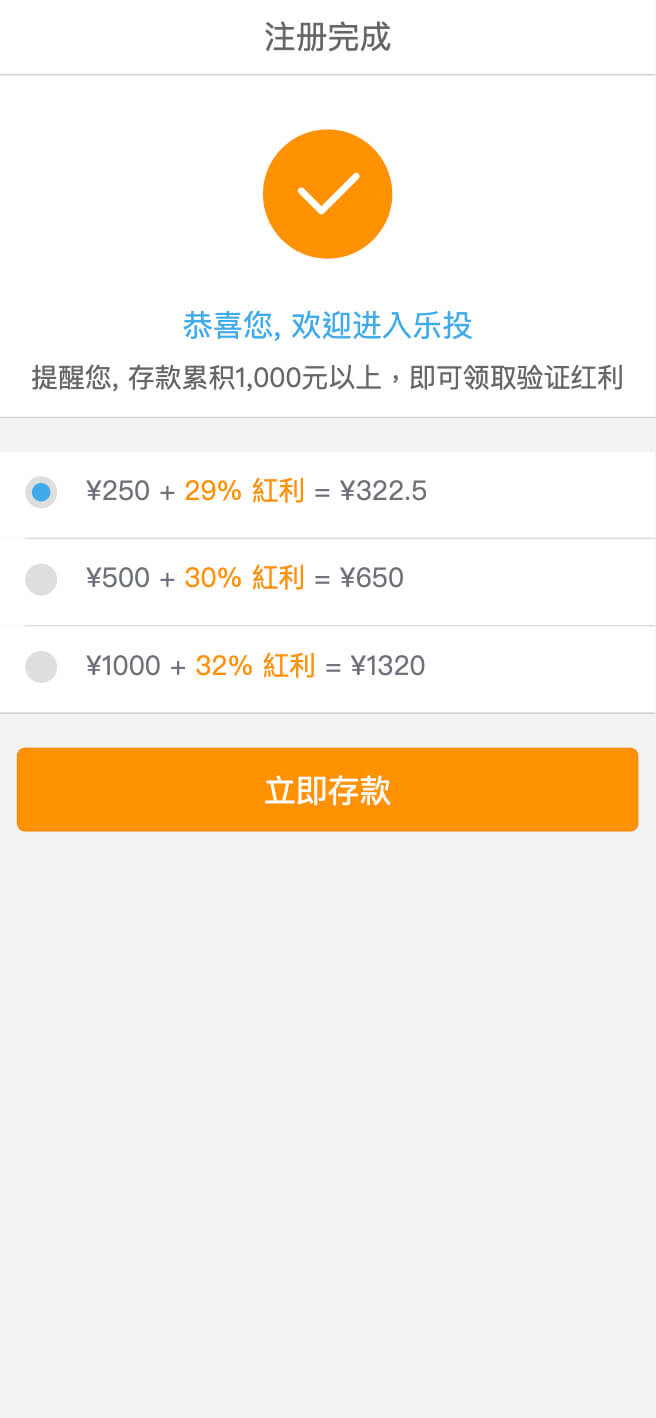 注册完成
恭喜您, 欢迎进入乐投
提醒您, 存款累积1,000元以上，即可领取验证红利
¥250 + 29% 紅利 = ¥322.5
¥500 + 30% 紅利 = ¥650
¥1000 + 32% 紅利 = ¥1320
立即存款